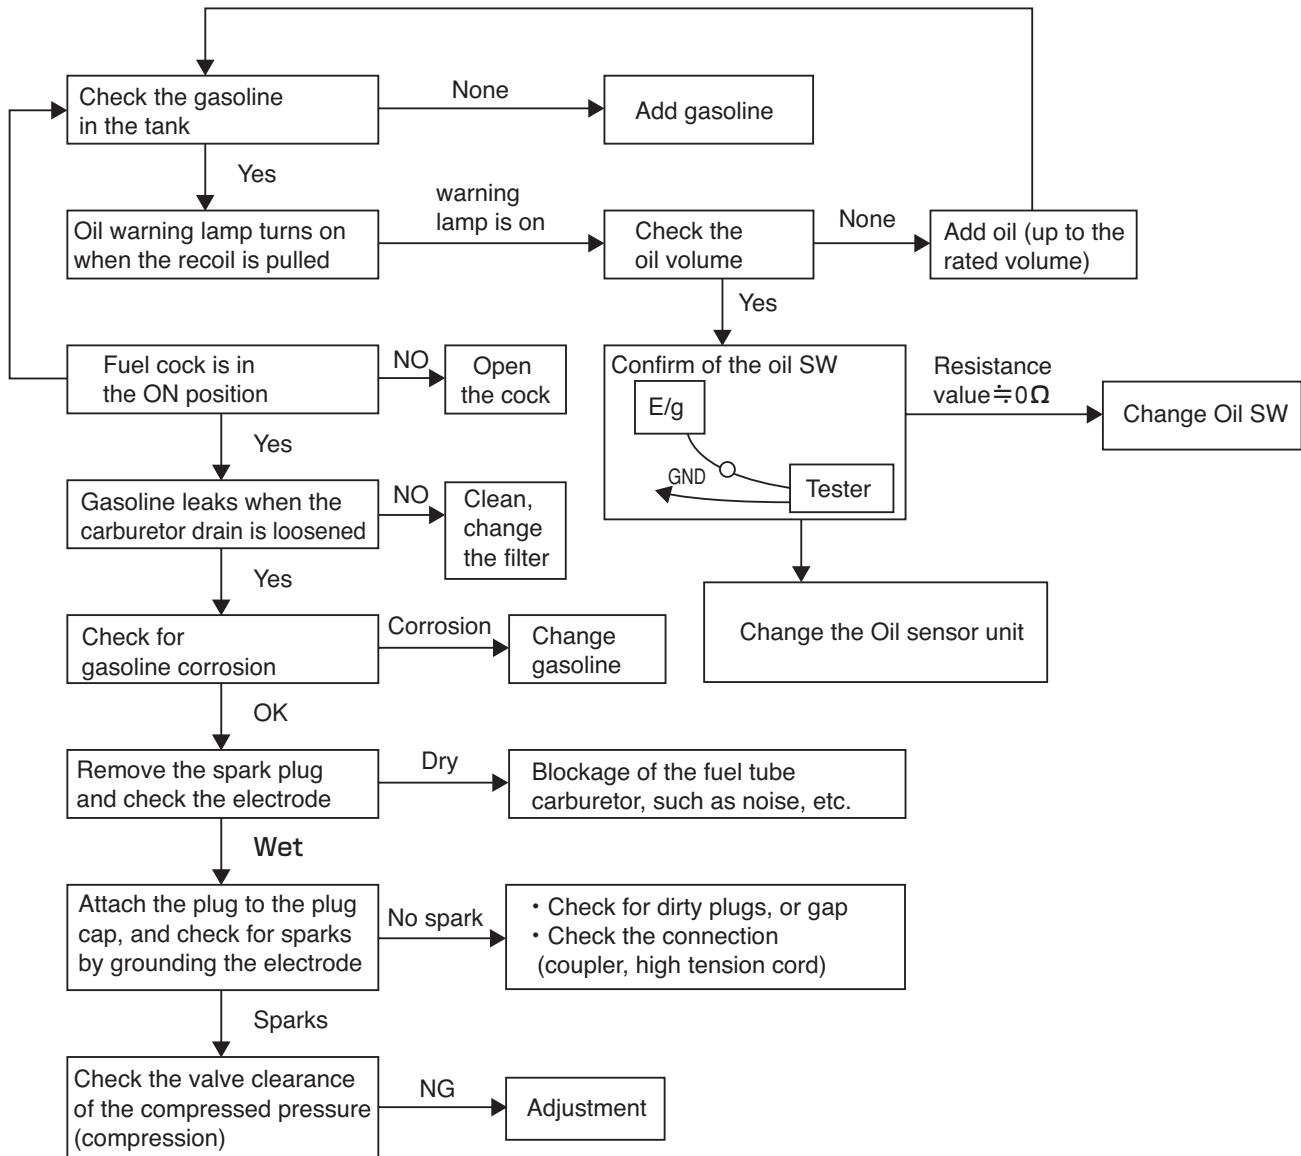 Check the gasoline
in the tank
None
Add gasoline
Yes
Oil warning lamp turns on
when the recoil is pulled
warning
lamp is on
Check the
oil volume
None
Add oil (up to the
rated volume)
Yes
Fuel cock is in
the ON position
NO
Open
the cock
Confirm of the oil SW
E/g
GND
Tester
Resistance
value≒0Ω
Change Oil SW
Yes
Gasoline leaks when the
carburetor drain is loosened
NO
Clean,
change
the filter
Yes
Change the Oil sensor unit
Check for
gasoline corrosion
Corrosion
Change
gasoline
OK
Remove the spark plug
and check the electrode
Dry
Blockage of the fuel tube
carburetor, such as noise, etc.
Wet
Attach the plug to the plug
cap, and check for sparks
by grounding the electrode
No spark
・Check for dirty plugs, or gap
・Check the connection
(coupler, high tension cord)
Sparks
Check the valve clearance
of the compressed pressure
(compression)
NG
Adjustment